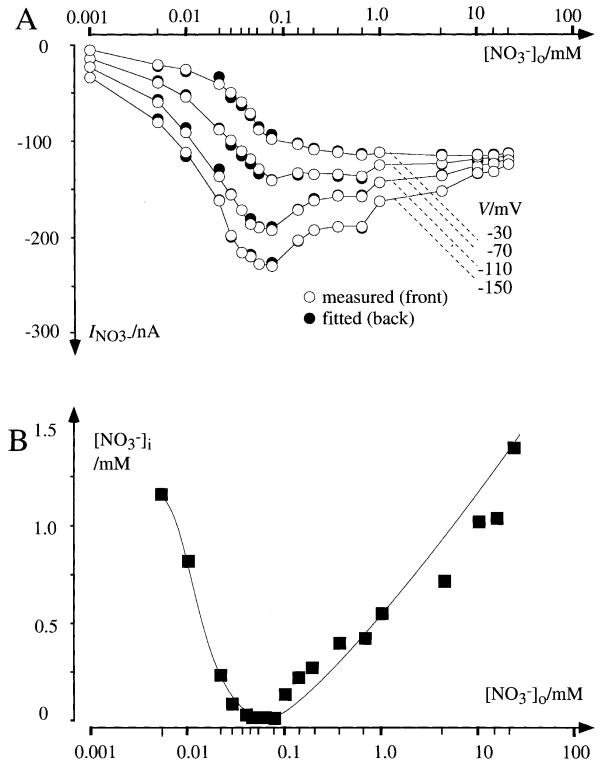 A
0.001 0.01 0.1 1.0 10 100
[NO3-]o/mM
0
-100
-200
-300
V/mV
-30
-70
-110
-150
measured (front)
fitted (back)
INO3-/nA
B
1.5
[NO3-]i
/mM
1.0
0.5
0
[NO3-]o/mM
0.001 0.01 0.1 1.0 10 100